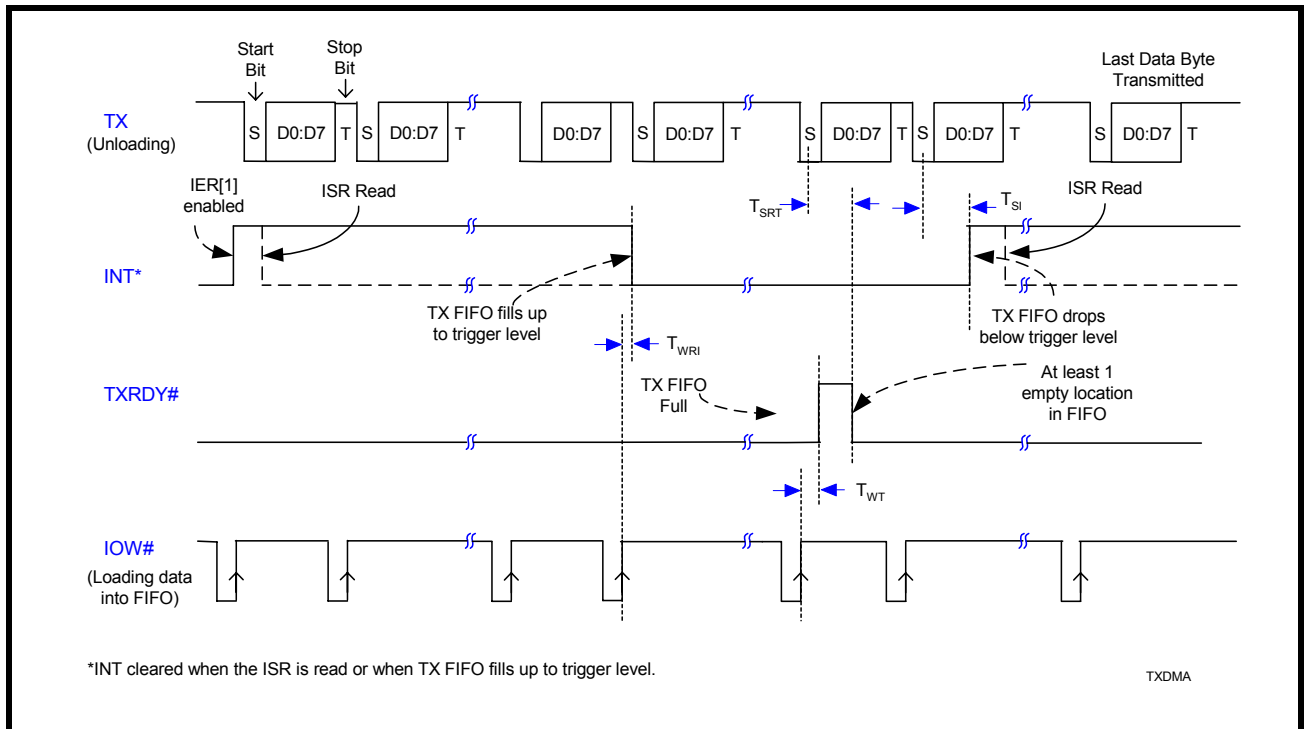 Start
Bit
Stop
Bit
Last Data Byte
Transmitted
TX
(Unloading)
S D0:D7 T S D0:D7 T D0:D7 S D0:D7 T S D0:D7 T S D0:D7 T S D0:D7 T
IER[1]
enabled
ISR Read
TSRT
TSI
ISR Read
INT*
TX FIFO fills up
to trigger level
TX FIFO drops
below trigger level
TWRI
TXRDY#
TX FIFO
Full
At least 1
empty location
in FIFO
TWT
IOW#
(Loading data
into FIFO)
*INT cleared when the ISR is read or when TX FIFO fills up to trigger level.
TXDMA